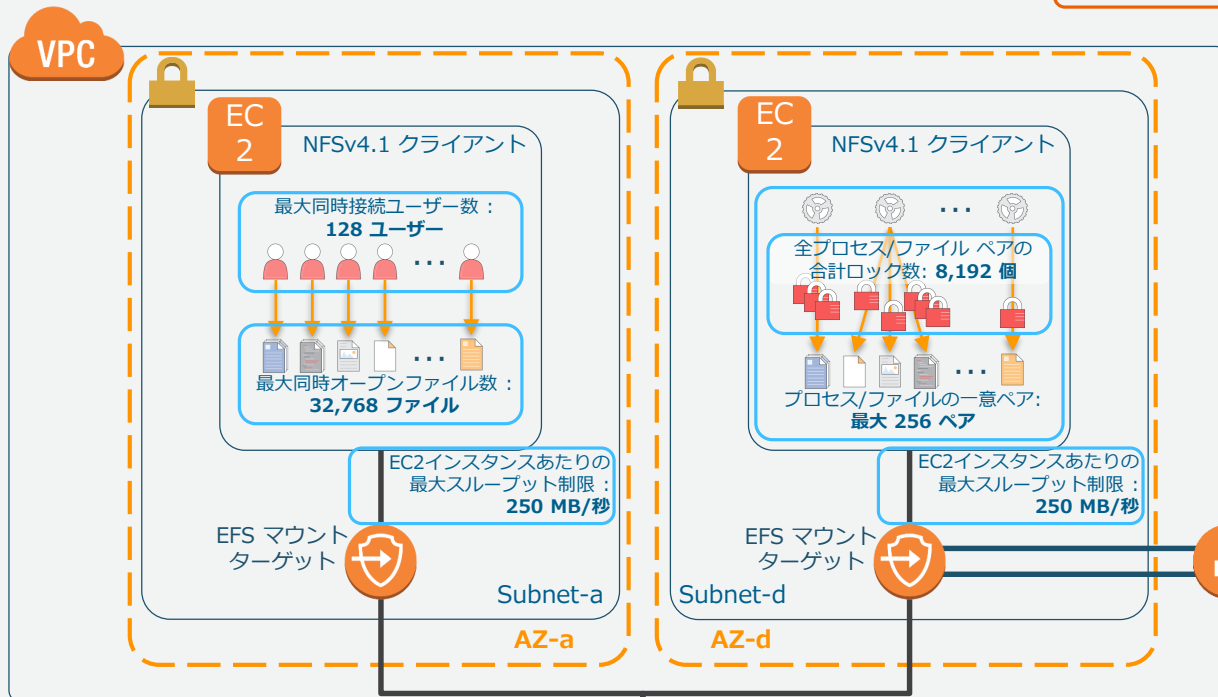 VPC
EC
2
NFSv4.1 クライアント
最大同時接続ユーザー数 :
128 ユーザー
...
...
最大同時オープンファイル数 :
32,768 ファイル
EC2インスタンスあたりの
最大スループット制限 :
250 MB/秒
EFS マウント
ターゲット
Subnet-a
AZ-a
EC
2
NFSv4.1 クライアント
...
全プロセス/ファイル ペアの
合計ロック数: 8,192 個
...
プロセス/ファイルの一意ペア:
最大 256 ペア
EC2インスタンスあたりの
最大スループット制限 :
250 MB/秒
EFS マウント
ターゲット
Subnet-d
AZ-d